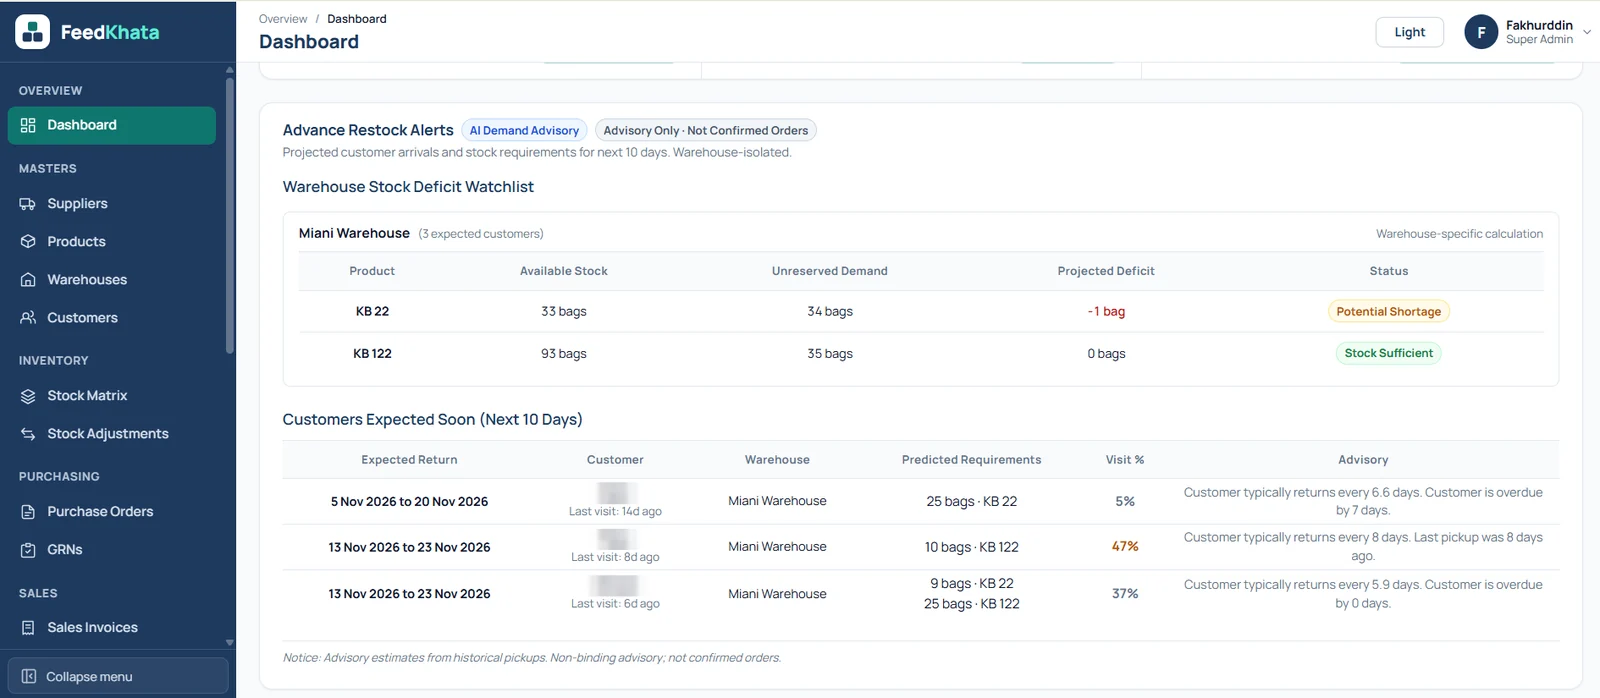 FeedKhata
Overview / Dashboard
Dashboard
Light
F
Fakhurddin
Super Admin
OVERVIEW
Dashboard
MASTERS
Suppliers
Products
Warehouses
Customers
INVENTORY
Stock Matrix
Stock Adjustments
PURCHASING
Purchase Orders
GRNs
SALES
Sales Invoices
Collapse menu
Advance Restock Alerts AI Demand Advisory Advisory Only · Not Confirmed Orders
Projected customer arrivals and stock requirements for next 10 days. Warehouse-isolated.
Warehouse Stock Deficit Watchlist
Miani Warehouse (3 expected customers) Warehouse-specific calculation
Product Available Stock Unreserved Demand Projected Deficit Status
KB 22 33 bags 34 bags -1 bag Potential Shortage
KB 122 93 bags 35 bags 0 bags Stock Sufficient
Customers Expected Soon (Next 10 Days)
Expected Return Customer Warehouse Predicted Requirements Visit % Advisory
5 Nov 2026 to 20 Nov 2026 Last visit: 14d ago Miani Warehouse 25 bags · KB 22 5% Customer typically returns every 6.6 days. Customer is overdue
by 7 days.
13 Nov 2026 to 23 Nov 2026 Last visit: 8d ago Miani Warehouse 10 bags · KB 122 47% Customer typically returns every 8 days. Last pickup was 8 days
ago.
13 Nov 2026 to 23 Nov 2026 Last visit: 6d ago Miani Warehouse 9 bags · KB 22 37% Customer typically returns every 5.9 days. Customer is overdue
25 bags · KB 122 by 0 days.
Notice: Advisory estimates from historical pickups. Non-binding advisory; not confirmed orders.